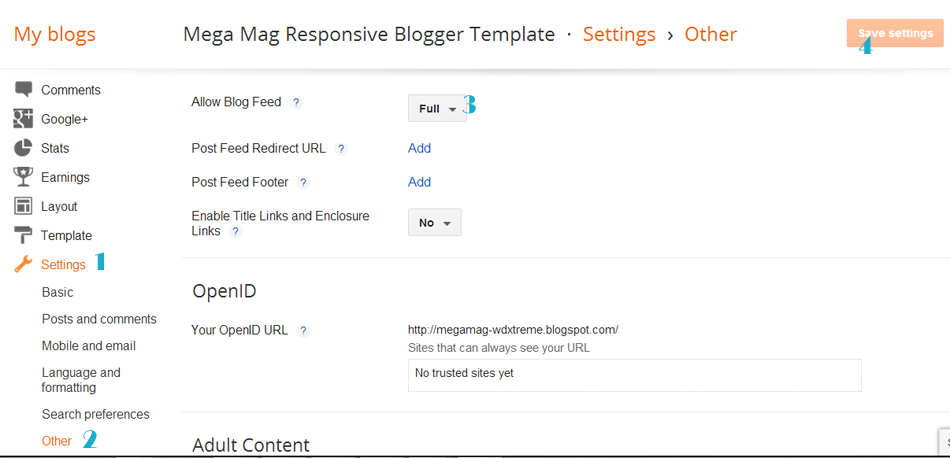 My blogs
Mega Mag Responsive Blogger Template · Settings › Other
Save settings
4
Comments
Google+
Stats
Earnings
Layout
Template
Settings 1
Basic
Posts and comments
Mobile and email
Language and
formatting
Search preferences
Other 2
Allow Blog Feed ? Full 3
Post Feed Redirect URL ? Add
Post Feed Footer ? Add
Enable Title Links and Enclosure
Links ? No
OpenID
Your OpenID URL ? http://megamag-wdxtreme.blogspot.com/
Sites that can always see your URL
No trusted sites yet
Adult Content